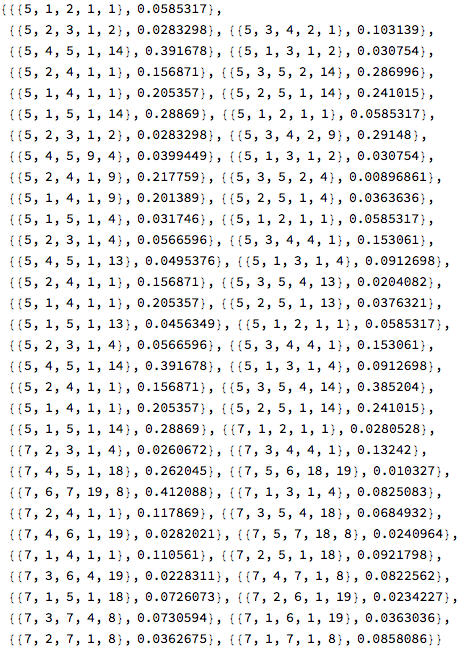 {{{5, 1, 2, 1, 1}, 0.0585317},
{{5, 2, 3, 1, 2}, 0.0283298}, {{5, 3, 4, 2, 1}, 0.103139},
{{5, 4, 5, 1, 14}, 0.391678}, {{5, 1, 3, 1, 2}, 0.030754},
{{5, 2, 4, 1, 1}, 0.156871}, {{5, 3, 5, 2, 14}, 0.286996},
{{5, 1, 4, 1, 1}, 0.205357}, {{5, 2, 5, 1, 14}, 0.241015},
{{5, 1, 5, 1, 14}, 0.28869}, {{5, 1, 2, 1, 1}, 0.0585317},
{{5, 2, 3, 1, 2}, 0.0283298}, {{5, 3, 4, 2, 9}, 0.29148},
{{5, 4, 5, 9, 4}, 0.0399449}, {{5, 1, 3, 1, 2}, 0.030754},
{{5, 2, 4, 1, 9}, 0.217759}, {{5, 3, 5, 2, 4}, 0.00896861},
{{5, 1, 4, 1, 9}, 0.201389}, {{5, 2, 5, 1, 4}, 0.0363636},
{{5, 1, 5, 1, 4}, 0.031746}, {{5, 1, 2, 1, 1}, 0.0585317},
{{5, 2, 3, 1, 4}, 0.0566596}, {{5, 3, 4, 4, 1}, 0.153061},
{{5, 4, 5, 1, 13}, 0.0495376}, {{5, 1, 3, 1, 4}, 0.0912698},
{{5, 2, 4, 1, 1}, 0.156871}, {{5, 3, 5, 4, 13}, 0.0204082},
{{5, 1, 4, 1, 1}, 0.205357}, {{5, 2, 5, 1, 13}, 0.0376321},
{{5, 1, 5, 1, 13}, 0.0456349}, {{5, 1, 2, 1, 1}, 0.0585317},
{{5, 2, 3, 1, 4}, 0.0566596}, {{5, 3, 4, 4, 1}, 0.153061},
{{5, 4, 5, 1, 14}, 0.391678}, {{5, 1, 3, 1, 4}, 0.0912698},
{{5, 2, 4, 1, 1}, 0.156871}, {{5, 3, 5, 4, 14}, 0.385204},
{{5, 1, 4, 1, 1}, 0.205357}, {{5, 2, 5, 1, 14}, 0.241015},
{{5, 1, 5, 1, 14}, 0.28869}, {{7, 1, 2, 1, 1}, 0.0280528},
{{7, 2, 3, 1, 4}, 0.0260672}, {{7, 3, 4, 4, 1}, 0.13242},
{{7, 4, 5, 1, 18}, 0.262045}, {{7, 5, 6, 18, 19}, 0.010327},
{{7, 6, 7, 19, 8}, 0.412088}, {{7, 1, 3, 1, 4}, 0.0825083},
{{7, 2, 4, 1, 1}, 0.117869}, {{7, 3, 5, 4, 18}, 0.0684932},
{{7, 4, 6, 1, 19}, 0.0282021}, {{7, 5, 7, 18, 8}, 0.0240964},
{{7, 1, 4, 1, 1}, 0.110561}, {{7, 2, 5, 1, 18}, 0.0921798},
{{7, 3, 6, 4, 19}, 0.0228311}, {{7, 4, 7, 1, 8}, 0.0822562},
{{7, 1, 5, 1, 18}, 0.0726073}, {{7, 2, 6, 1, 19}, 0.0234227},
{{7, 3, 7, 4, 8}, 0.0730594}, {{7, 1, 6, 1, 19}, 0.0363036},
{{7, 2, 7, 1, 8}, 0.0362675}, {{7, 1, 7, 1, 8}, 0.0858086}}